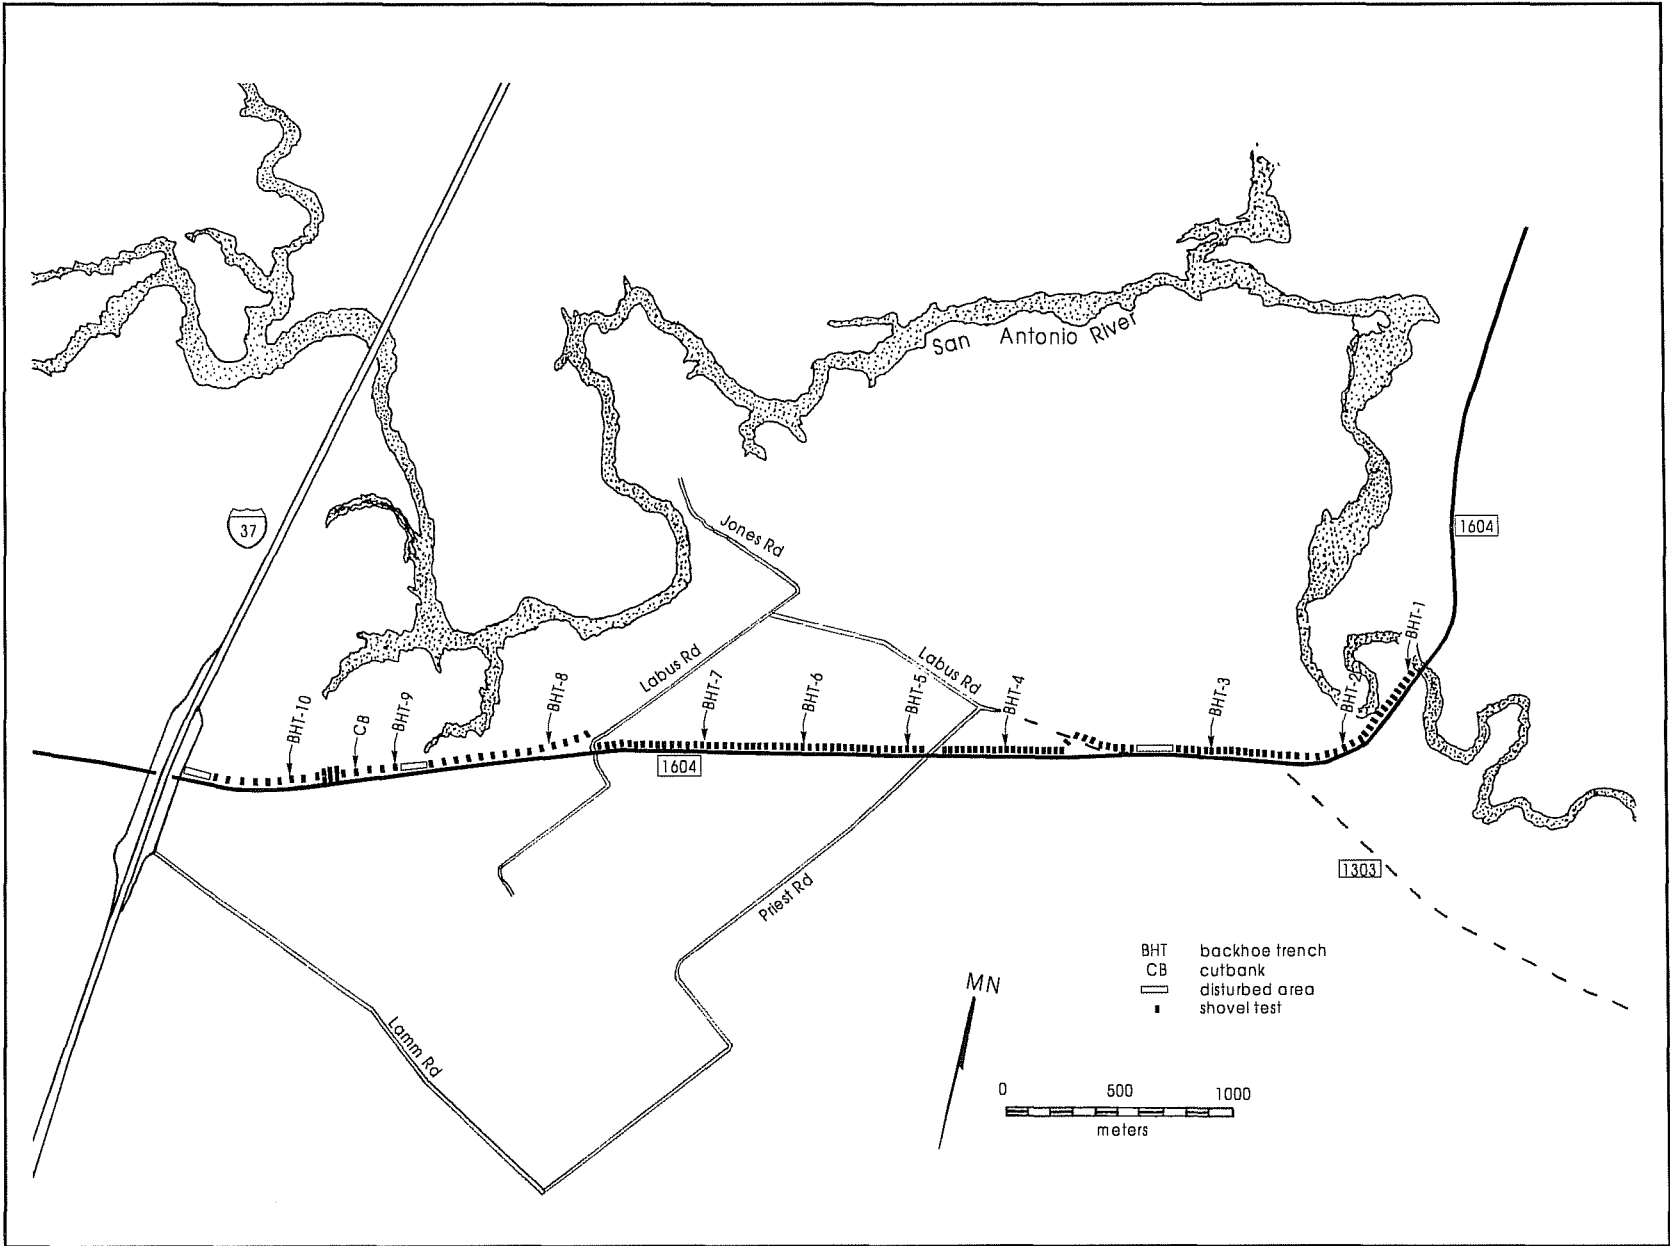 San Antonio River
37
1604
Jones Rd
BHT-1
Labus Rd
Labus Rd
BHT-10
CB
BHT-9
BHT-8
BHT-7
BHT-6
BHT-5
BHT-4
BHT-3
BHT-2
1604
1303
Priest Rd
Lamm Rd
BHT backhoe trench
CB cutbank
disturbed area
shovel test
MN
0 500 1000
meters